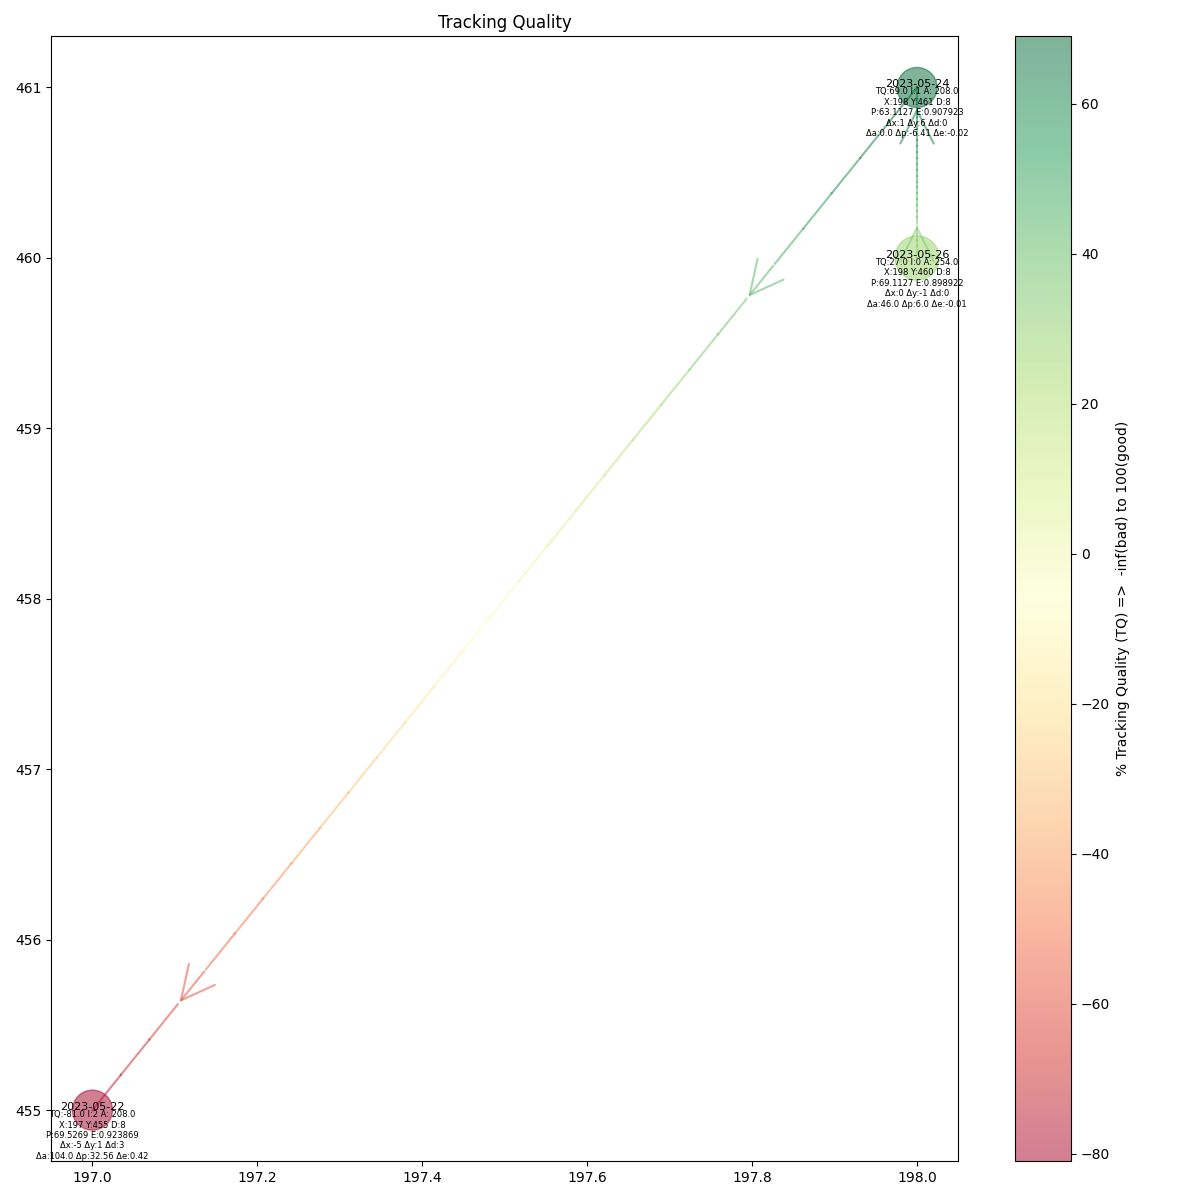 Tracking Quality
461
460
459
458
457
456
455
197.0
197.2
197.4
197.6
197.8
198.0
2023-05-24
TQ:69.0 I:1 A: 208.0
X:198 Y:461 D:8
P:63.1127 E:0.907923
Δx:1 Δy:6 Δd:0
Δa:0.0 Δp:-6.41 Δe:-0.02
2023-05-26
TQ:27.0 I:0 A: 254.0
X:198 Y:460 D:8
P:69.1127 E:0.898922
Δx:0 Δy:-1 Δd:0
Δa:46.0 Δp:6.0 Δe:-0.01
2023-05-22
TQ:-81.0 I:2 A: 208.0
X:197 Y:455 D:8
P:69.5269 E:0.923869
Δx:-5 Δy:1 Δd:3
Δa:104.0 Δp:32.56 Δe:0.42
60
40
20
0
−20
−40
−60
−80
% Tracking Quality (TQ) => -inf(bad) to 100(good)